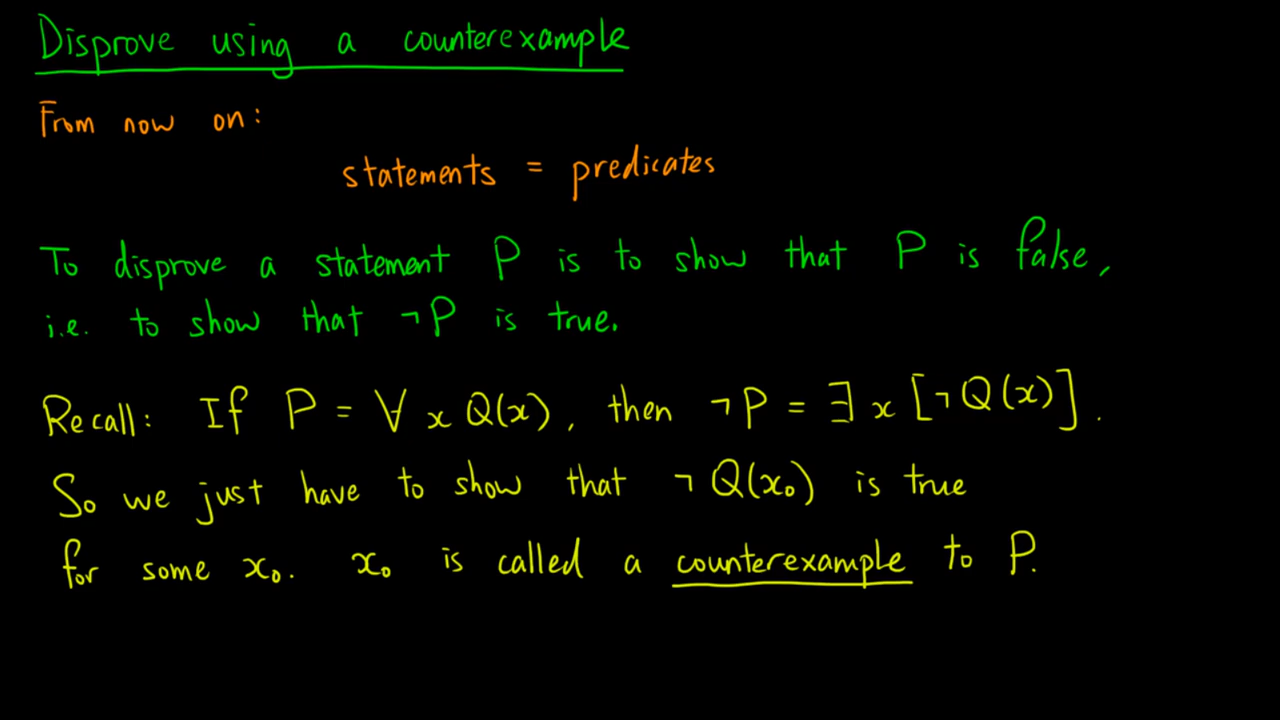 Disprove using a counterexample
From now on:
statements = predicates
To disprove a statement P is to show that P is false,
i.e. to show that ¬P is true.
Recall: If P = ∀ x Q(x), then ¬P = ∃ x [¬Q(x)].
So we just have to show that ¬Q(x₀) is true
for some x₀. x₀ is called a counterexample to P.